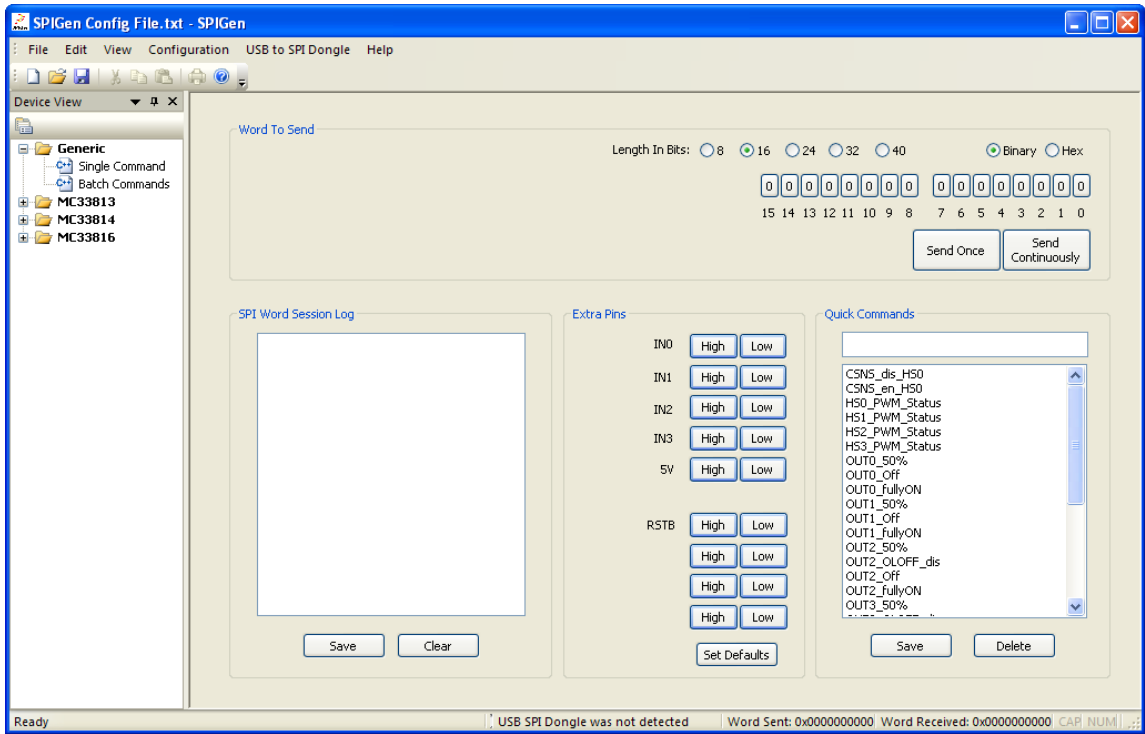 SPIGen Config File.txt - SPIGen
File Edit View Configuration USB to SPI Dongle Help
Device View
Generic
Single Command
Batch Commands
MC33813
MC33814
MC33816
Word To Send
Length In Bits: 8 16 24 32 40 Binary Hex
0 0 0 0 0 0 0 0 0 0 0 0 0 0 0 0
15 14 13 12 11 10 9 8 7 6 5 4 3 2 1 0
Send Once
Send
Continuously
SPI Word Session Log
Save Clear
Extra Pins
IN0 High Low
IN1 High Low
IN2 High Low
IN3 High Low
5V High Low
RSTB High Low
High Low
High Low
High Low
Set Defaults
Quick Commands
CSNS_dis_HS0
CSNS_en_HS0
HS0_PWM_Status
HS1_PWM_Status
HS2_PWM_Status
HS3_PWM_Status
OUT0_50%
OUT0_Off
OUT0_fullyON
OUT1_50%
OUT1_Off
OUT1_fullyON
OUT2_50%
OUT2_OLOFF_dis
OUT2_Off
OUT2_fullyON
OUT3_50%
Save Delete
Ready USB SPI Dongle was not detected Word Sent: 0x0000000000 Word Received: 0x0000000000 CAP NUM